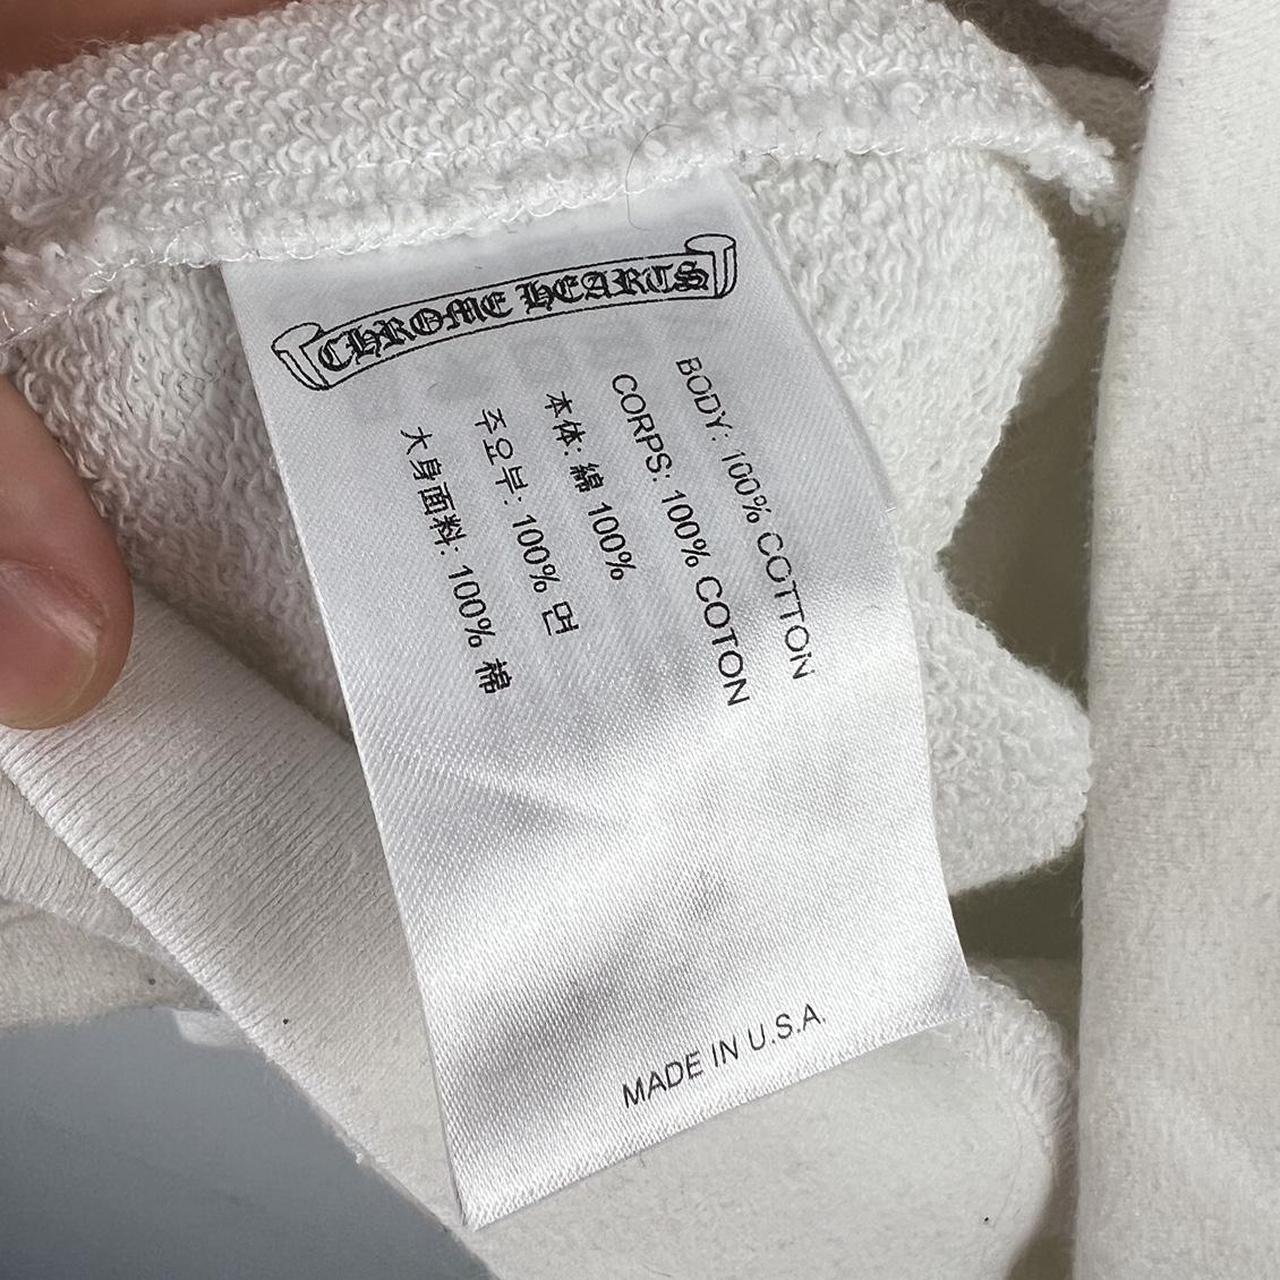 CHROME HEARTS
BODY: 100% COTTON
CORPS: 100% COTON
本体: 綿 100%
주요부: 100% 면
大身面料: 100% 棉
MADE IN U.S.A.